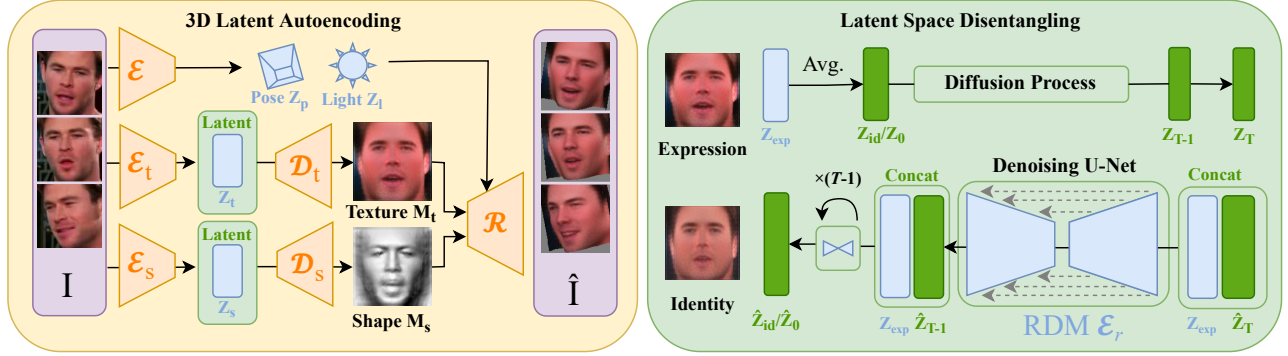 3D Latent Autoencoding
ℰ
Pose Z_p
Light Z_l
ℰ_t
Latent
Z_t
𝒟_t
Texture M_t
ℛ
ℰ_s
Latent
Z_s
𝒟_s
Shape M_s
I
Î
Latent Space Disentangling
Expression
Z_exp
Avg.
Z_id/Z_0
Diffusion Process
Z_T-1
Z_T
Identity
Ẑ_id/Ẑ_0
×(T-1)
Concat
Z_exp
Ẑ_T-1
Denoising U-Net
RDM ℰ_r
Concat
Z_exp
Ẑ_T